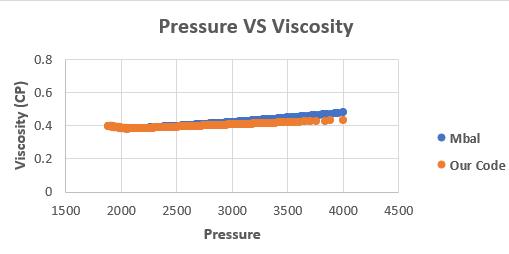 Pressure VS Viscosity
Viscosity (CP)
0.8
0.6
0.4
0.2
0
1500 2000 2500 3000 3500 4000 4500
Pressure
Mbal
Our Code